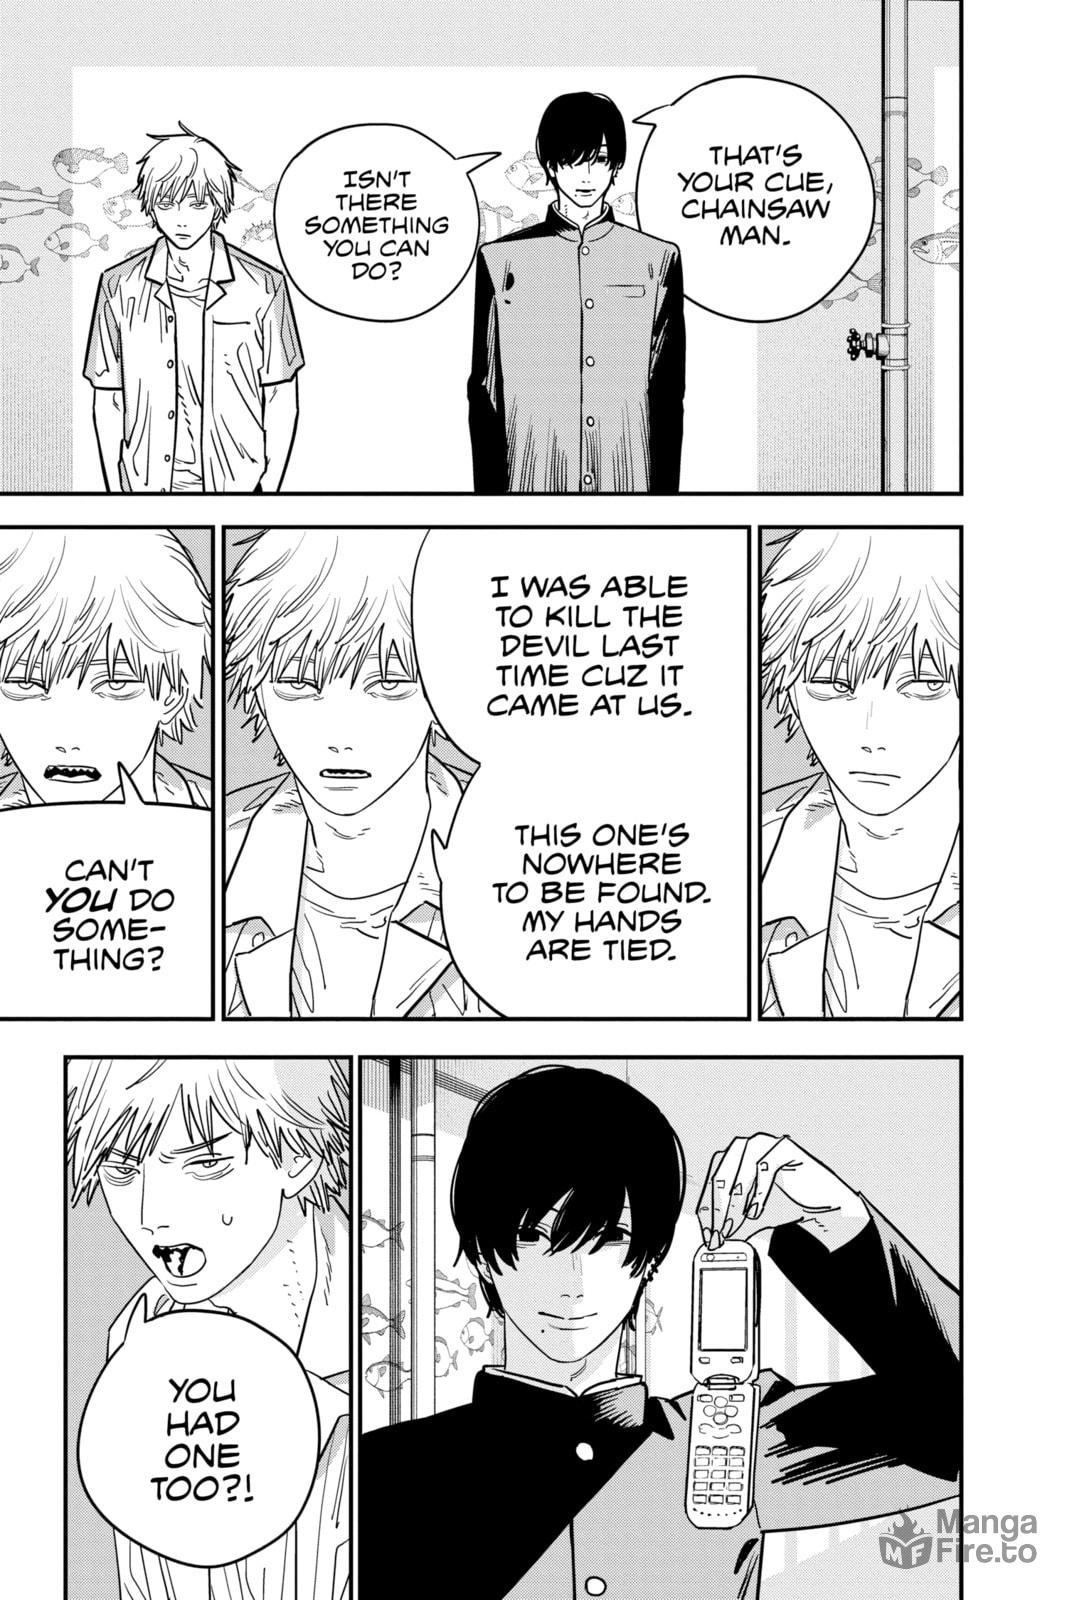 THAT'S
YOUR CUE,
CHAINSAW
MAN.
ISN'T
THERE
SOMETHING
YOU CAN
DO?
I WAS ABLE
TO KILL THE
DEVIL LAST
TIME CUZ IT
CAME AT US.
THIS ONE'S
NOWHERE
TO BE FOUND.
MY HANDS
ARE TIED.
CAN'T
YOU DO
SOME-
THING?
YOU
HAD
ONE
TOO?!
Manga
Fire.to
MF